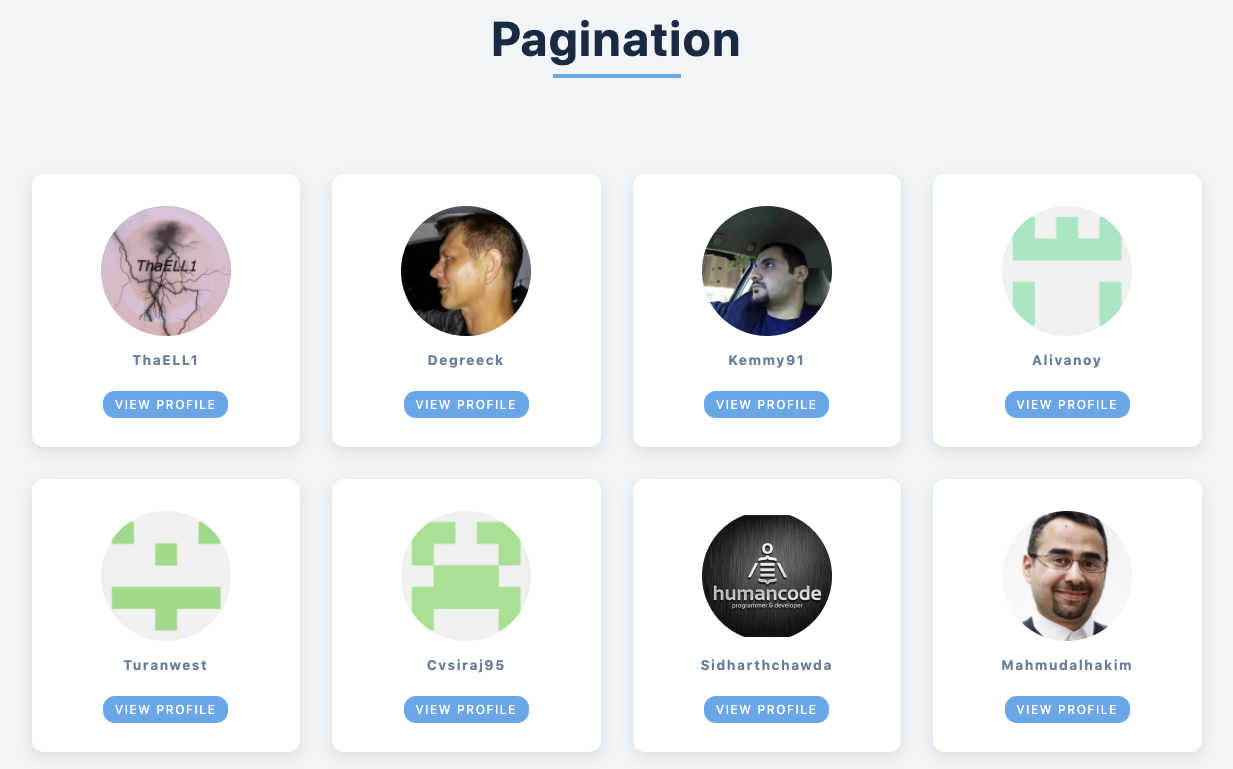 Pagination
ThaELL1
ThaELL1
Degreeck
Kemmy91
Alivanoy
VIEW PROFILE
VIEW PROFILE
VIEW PROFILE
VIEW PROFILE
humancode
programmer & developer
Turanwest
Cvsiraj95
Sidharthchawda
Mahmudalhakim
VIEW PROFILE
VIEW PROFILE
VIEW PROFILE
VIEW PROFILE